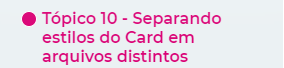 Tópico 10 - Separando
estilos do Card em
arquivos distintos